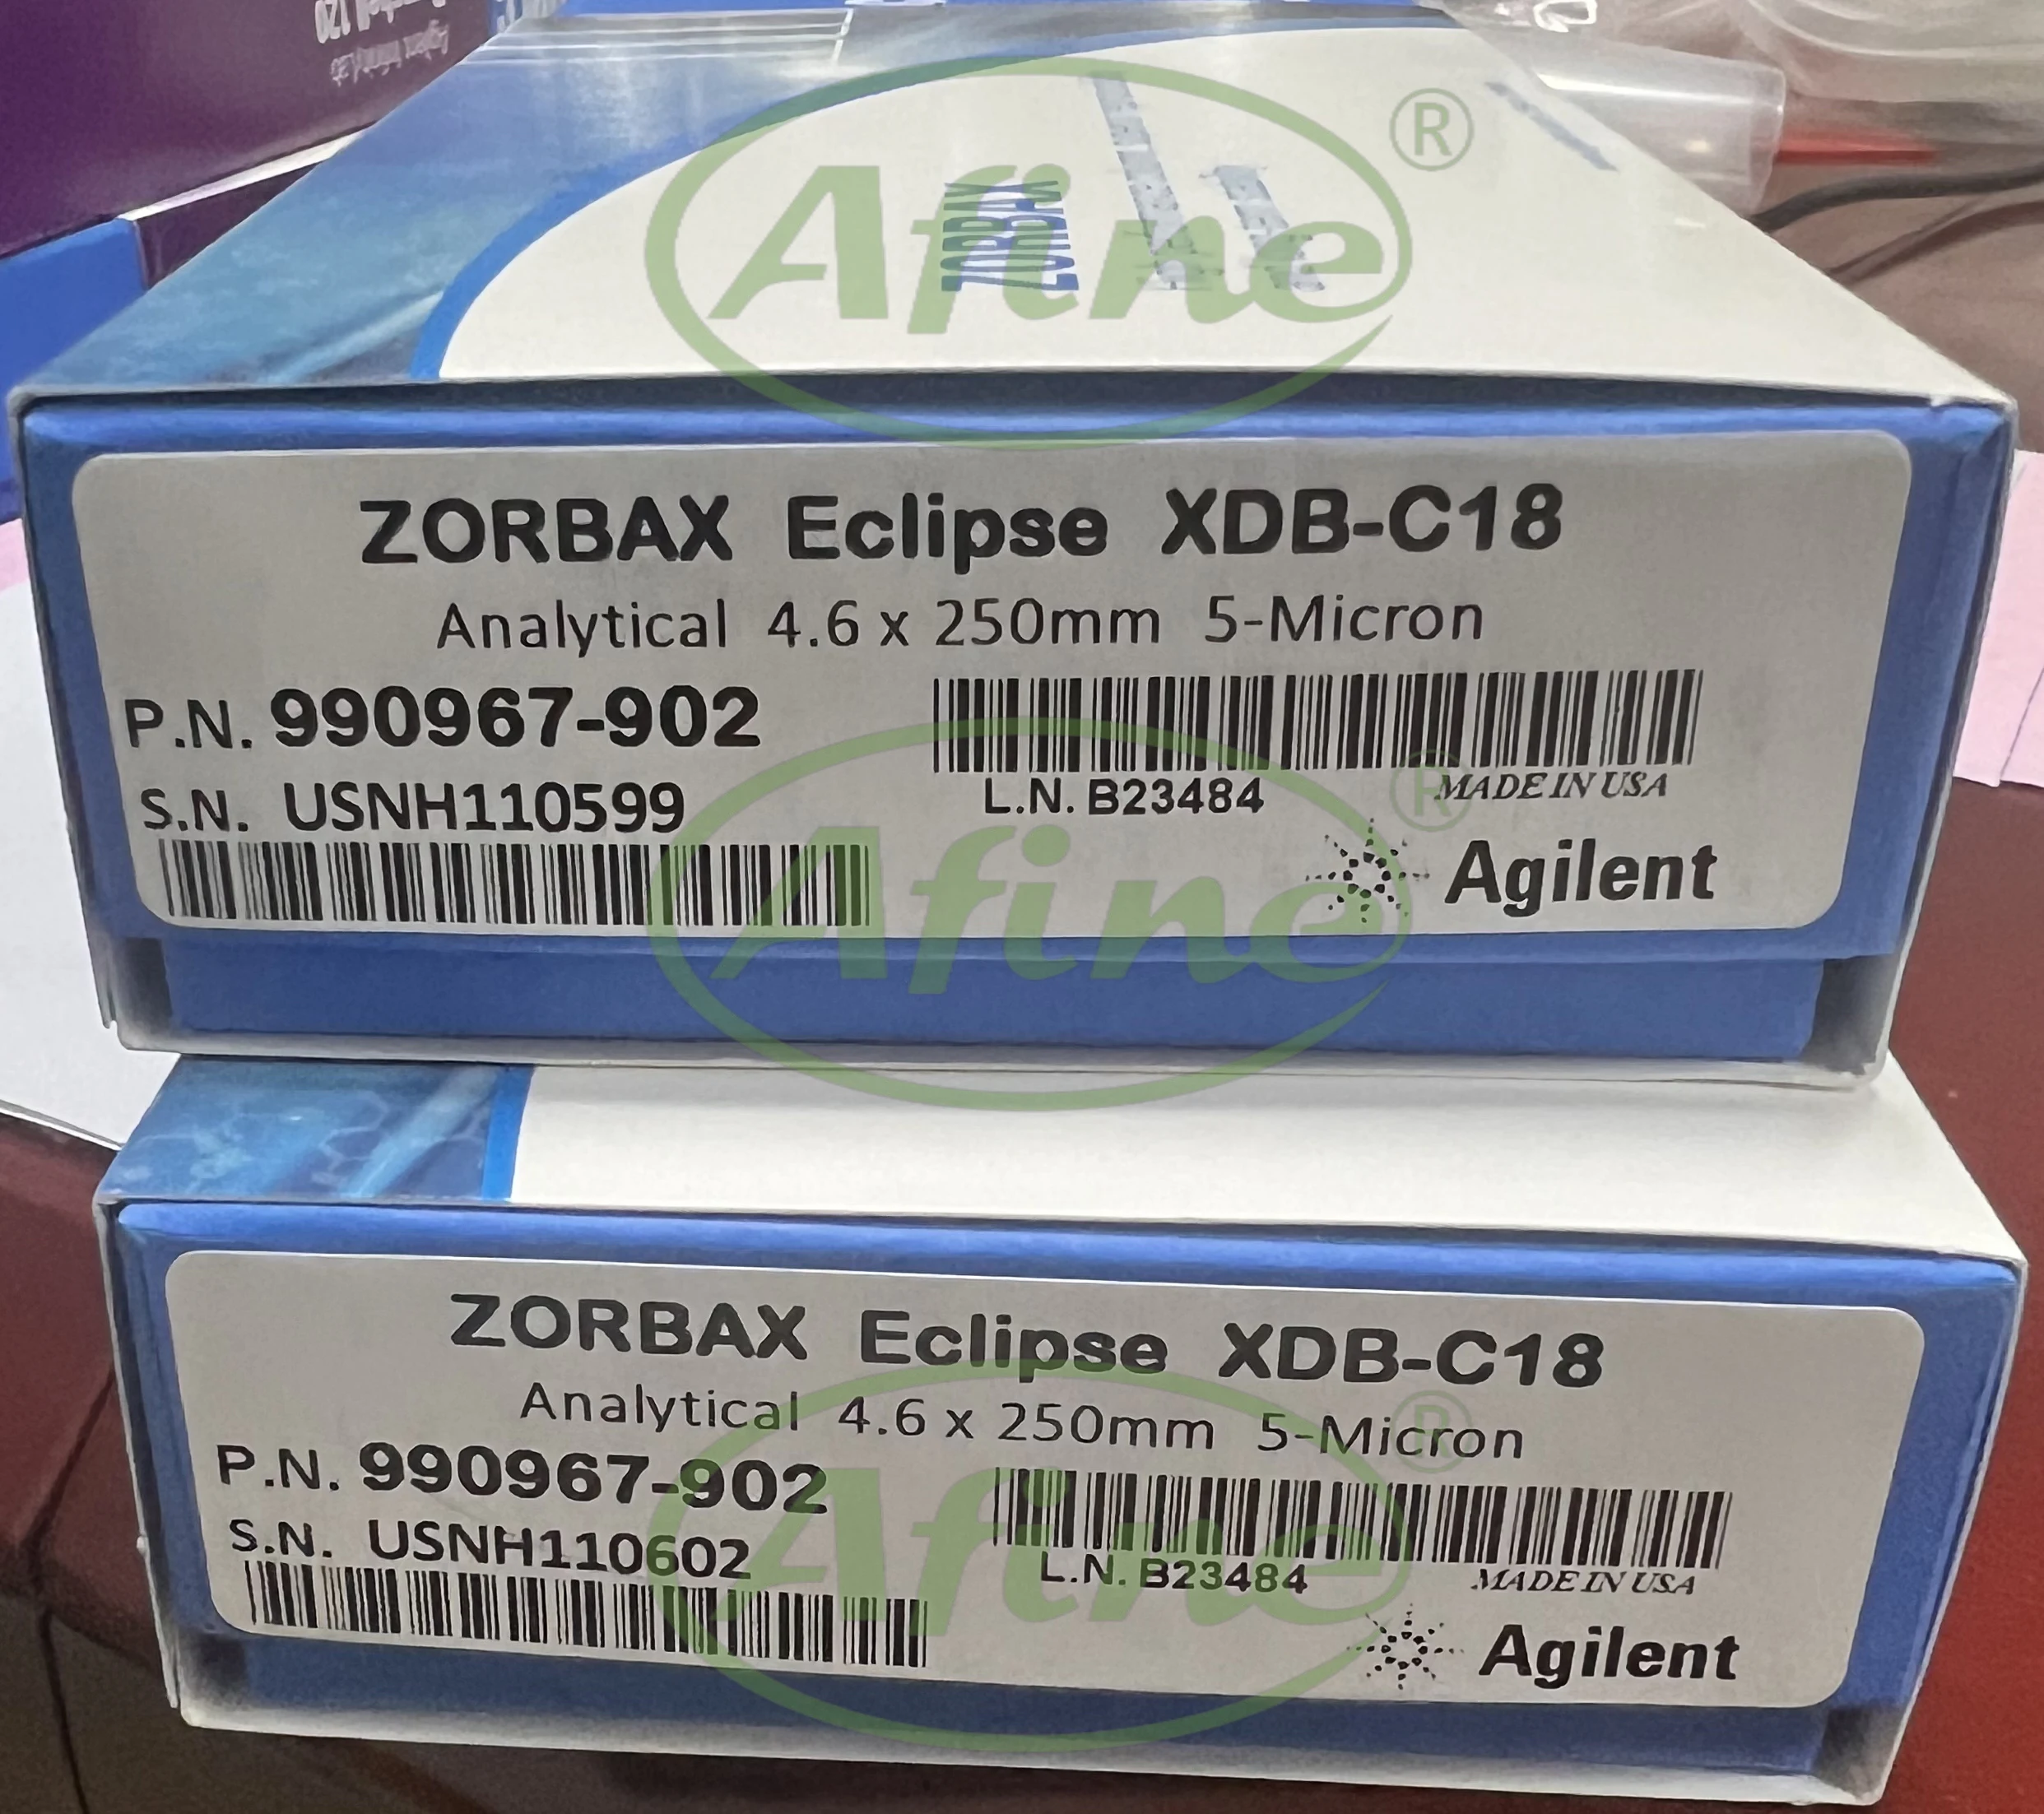 Afine ®
ZORBAX
ZORBAX Eclipse XDB-C18
Analytical 4.6 x 250mm 5-Micron
P.N. 990967-902
S.N. USNH110599
L.N. B23484
MADE IN USA
Agilent
Afine ®
ZORBAX Eclipse XDB-C18
Analytical 4.6 x 250mm 5-Micron
P.N. 990967-902
S.N. USNH110602
L.N. B23484
MADE IN USA
Agilent
Afine ®